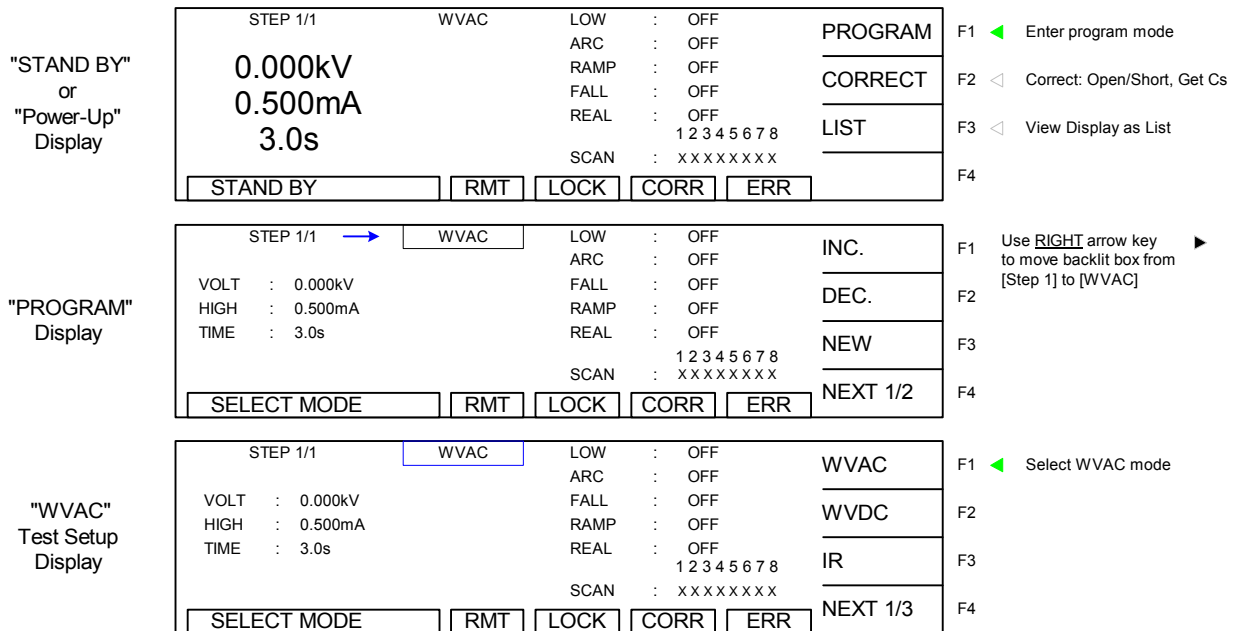 STEP 1/1 WVAC LOW : OFF PROGRAM F1 Enter program mode
ARC : OFF
"STAND BY"
or
"Power-Up"
Display
0.000kV RAMP : OFF CORRECT F2 Correct: Open/Short, Get Cs
0.500mA FALL : OFF
3.0s REAL : OFF LIST F3 View Display as List
1 2 3 4 5 6 7 8
SCAN : X X X X X X X X
F4
STAND BY RMT LOCK CORR ERR
STEP 1/1 WVAC LOW : OFF INC. F1 Use RIGHT arrow key
to move backlit box from
[Step 1] to [WVAC]
ARC : OFF
"PROGRAM"
Display
VOLT : 0.000kV FALL : OFF DEC. F2
HIGH : 0.500mA RAMP : OFF
TIME : 3.0s REAL : OFF NEW F3
1 2 3 4 5 6 7 8
SCAN : X X X X X X X X
NEXT 1/2 F4
SELECT MODE RMT LOCK CORR ERR
STEP 1/1 WVAC LOW : OFF WVAC F1 Select WVAC mode
ARC : OFF
"WVAC"
Test Setup
Display
VOLT : 0.000kV FALL : OFF WVDC F2
HIGH : 0.500mA RAMP : OFF
TIME : 3.0s REAL : OFF IR F3
1 2 3 4 5 6 7 8
SCAN : X X X X X X X X
NEXT 1/3 F4
SELECT MODE RMT LOCK CORR ERR